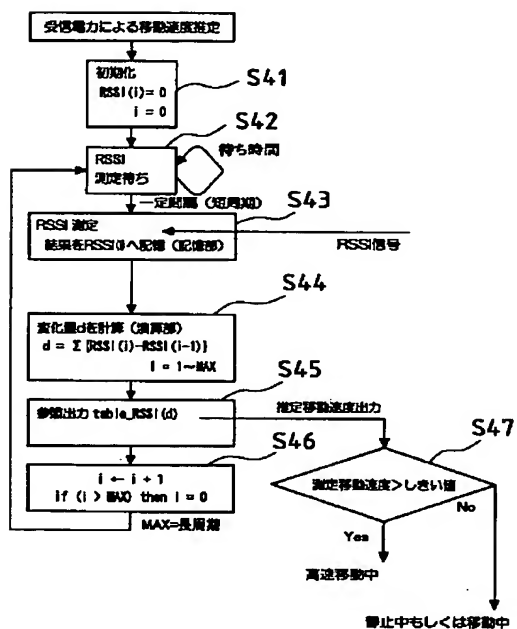 受信電力による移動速度推定
S41
初期化
RSSI(i)= 0
i = 0
S42
RSSI
測定待ち
待ち時間
一定間隔（短周期）
S43
RSSI 測定
結果をRSSI(i)へ記憶（記憶部）
RSSI信号
S44
変化量dを計算（演算部）
d = Σ {RSSI(i)-RSSI(i-1)}
i = 1~MAX
S45
参照出力 table_RSSI(d)
推定移動速度出力
S46
S47
i ← i + 1
if (i > MAX) then i = 0
MAX=長周期
測定移動速度>しきい値
No
Yes
高速移動中
静止中もしくは移動中